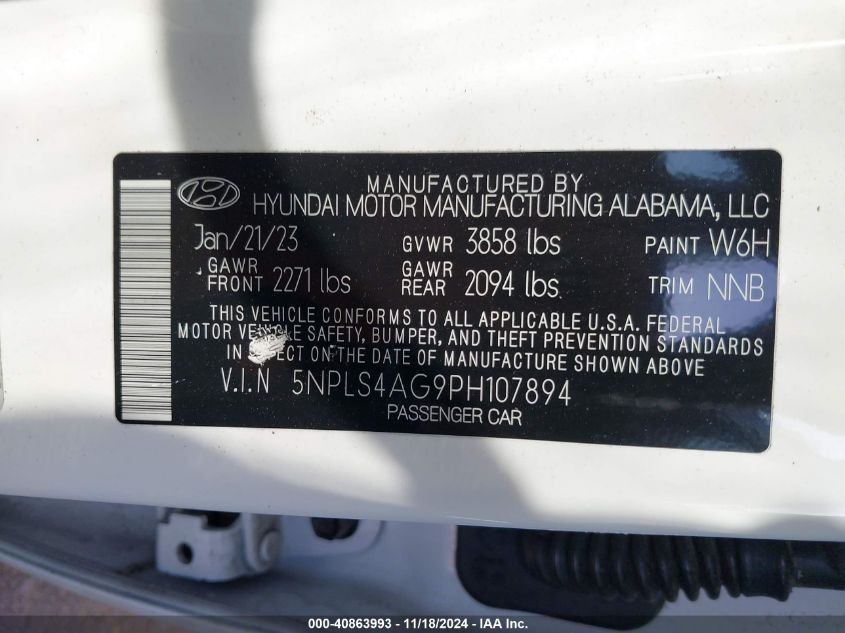 MANUFACTURED BY
HYUNDAI MOTOR MANUFACTURING ALABAMA, LLC
Jan/21/23 GVWR 3858 lbs PAINT W6H
GAWR FRONT 2271 lbs GAWR REAR 2094 lbs. TRIM NNB
THIS VEHICLE CONFORMS TO ALL APPLICABLE U.S.A. FEDERAL
MOTOR SAFETY, BUMPER, AND THEFT PREVENTION STANDARDS
IN ON THE DATE OF MANUFACTURE SHOWN ABOVE
V.I.N 5NPLS4AG9PH107894
PASSENGER CAR
000-40863993 - 11/18/2024 - IAA Inc.